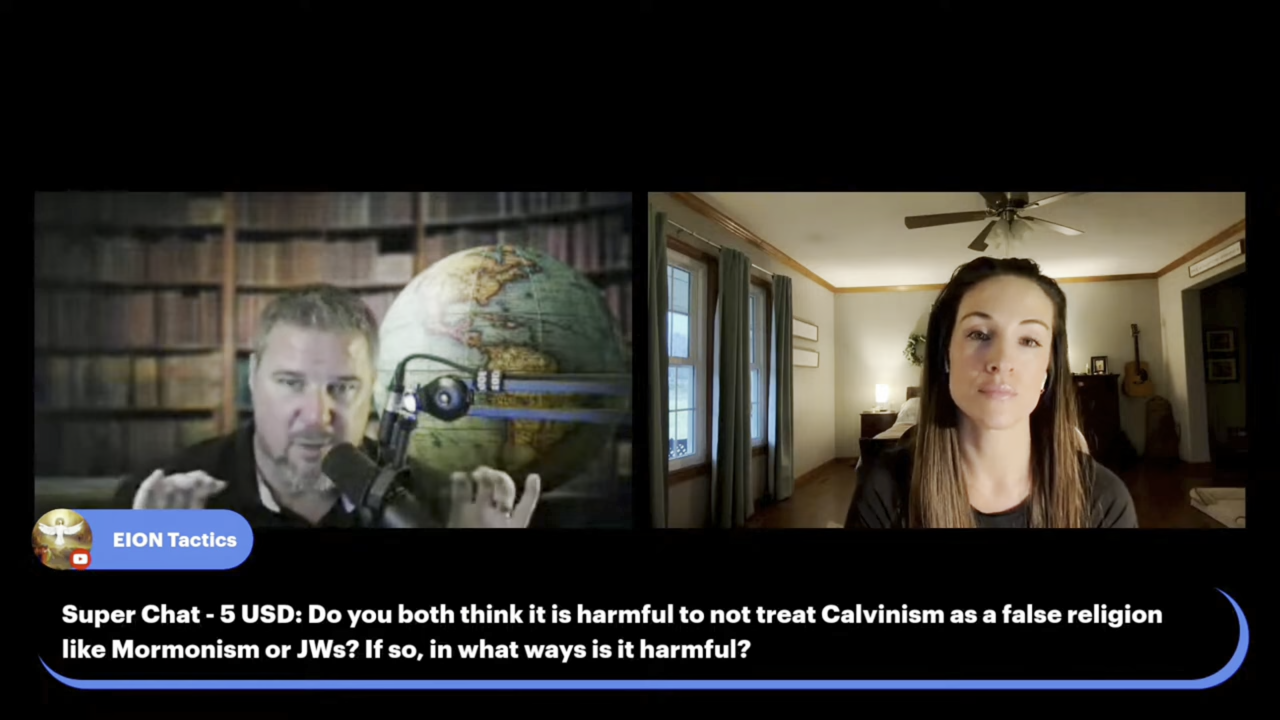 EION Tactics
Super Chat - 5 USD: Do you both think it is harmful to not treat Calvinism as a false religion
like Mormonism or JWs? If so, in what ways is it harmful?